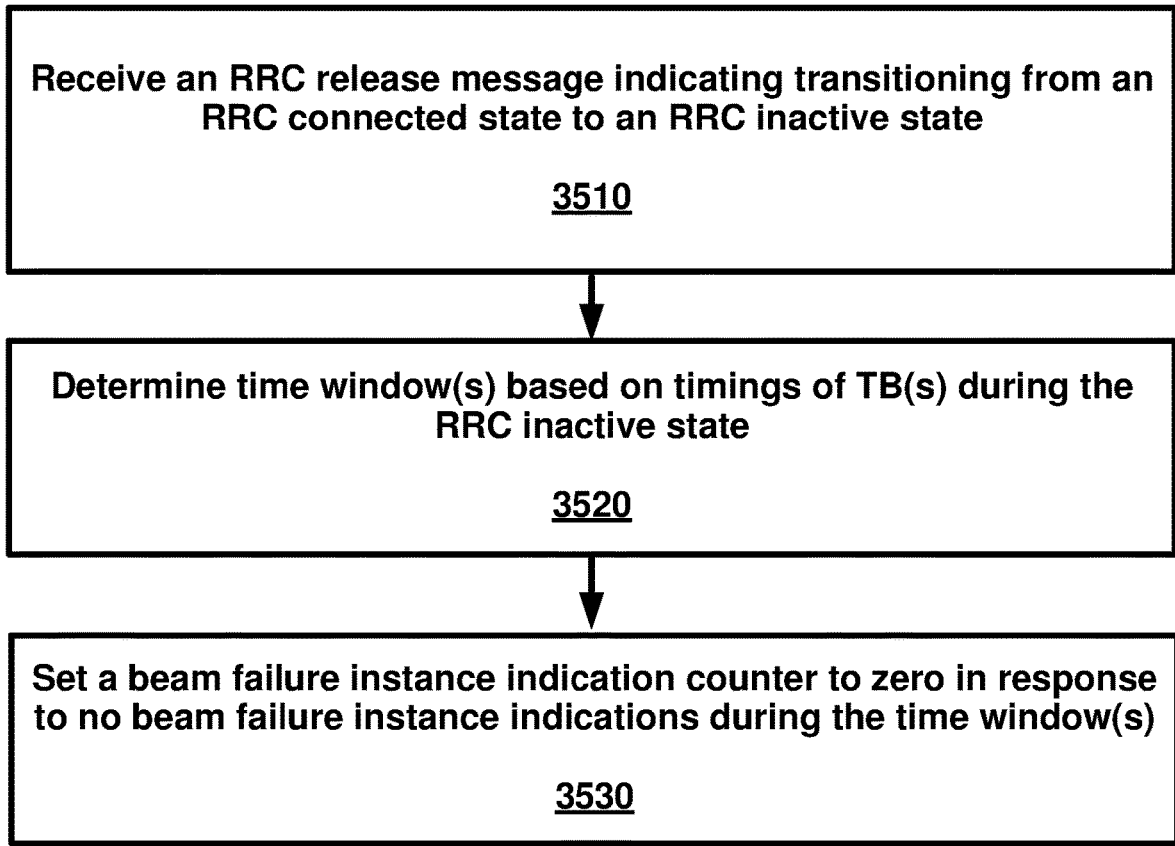 Receive an RRC release message indicating transitioning from an
RRC connected state to an RRC inactive state
3510
Determine time window(s) based on timings of TB(s) during the
RRC inactive state
3520
Set a beam failure instance indication counter to zero in response
to no beam failure instance indications during the time window(s)
3530